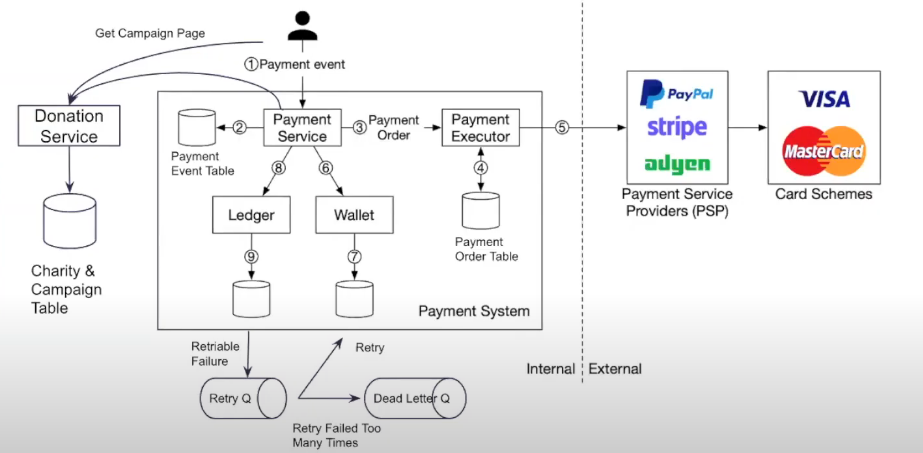 Get Campaign Page
① Payment event
Donation
Service
Payment
Service
②
③ Payment
Order
Payment
Executor
⑤
PayPal
stripe
adyen
VISA
MasterCard
Payment
Event Table
⑧
⑥
④
Payment Service
Providers (PSP)
Card Schemes
Ledger
Wallet
Payment
Order Table
⑨
⑦
Charity &
Campaign
Table
Payment System
Retriable
Failure
Retry
Internal
External
Retry Q
Dead Letter Q
Retry Failed Too
Many Times